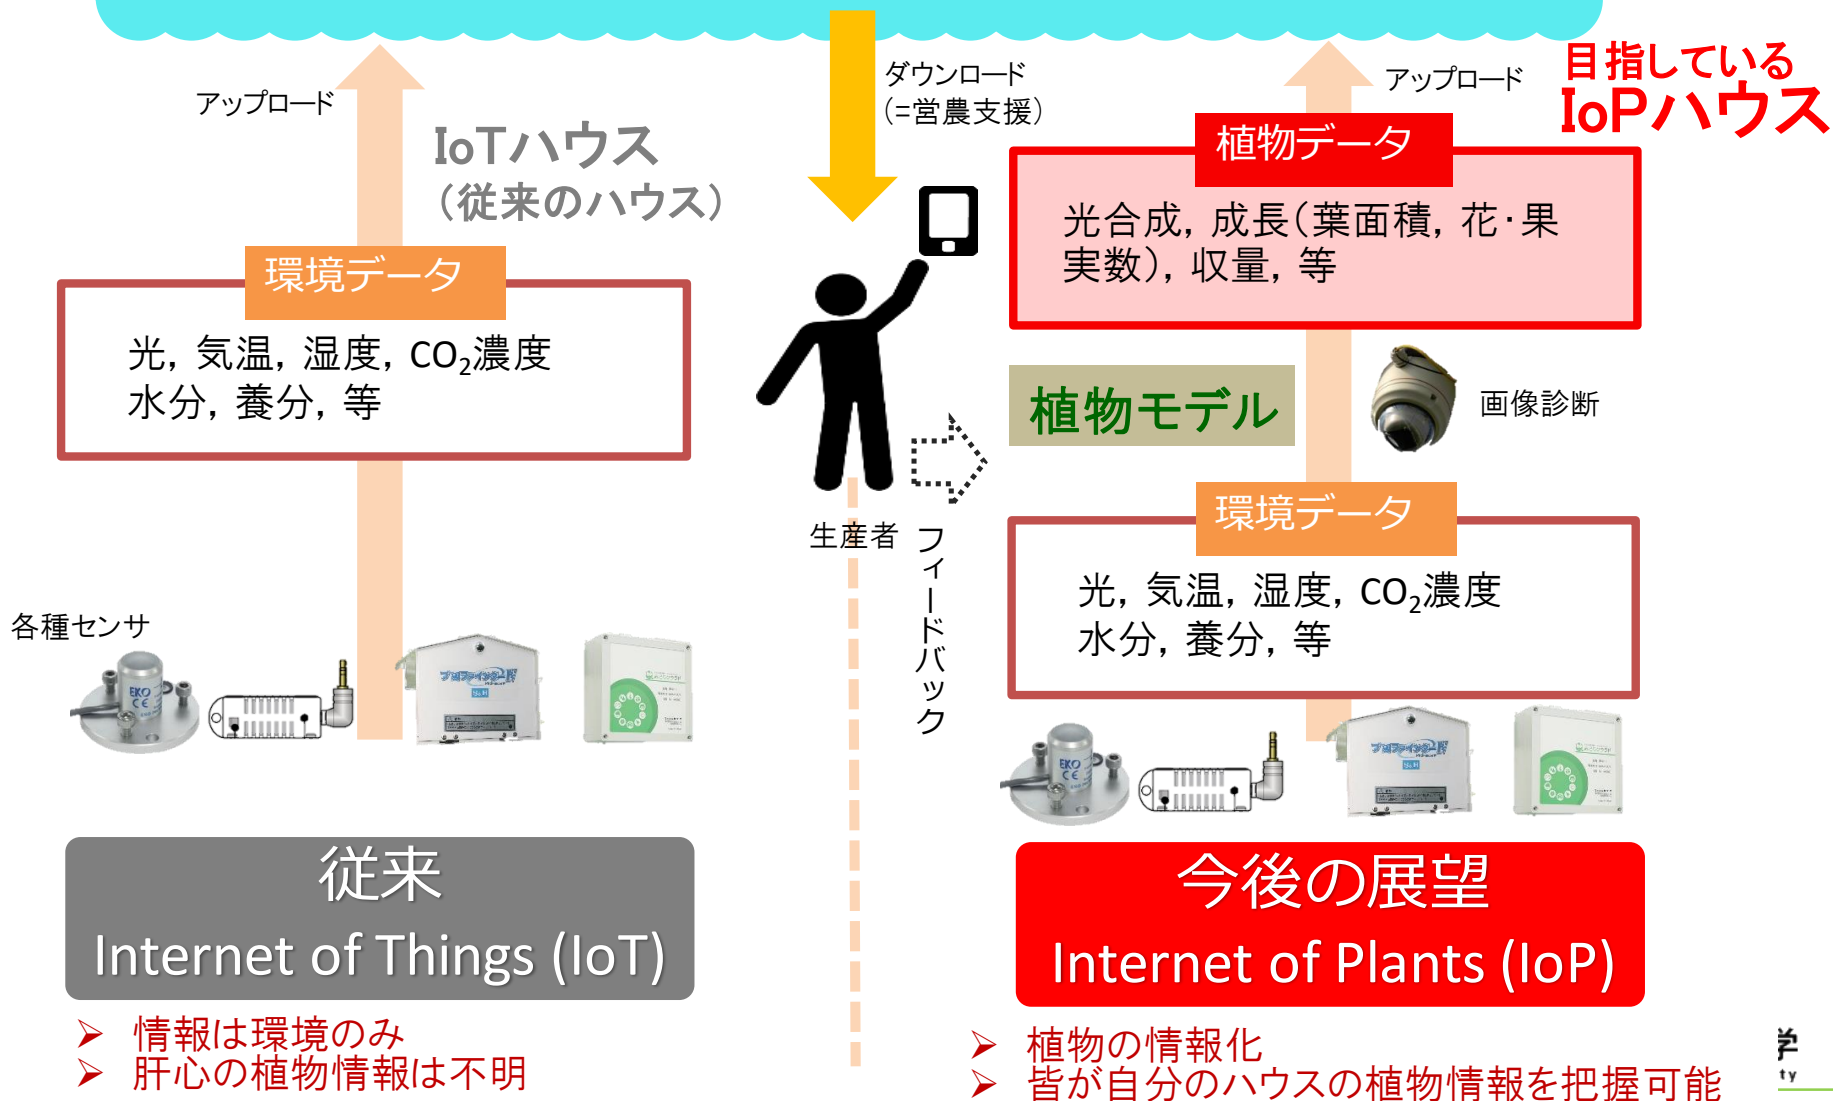 アップロード
IoTハウス
（従来のハウス）
環境データ
光，気温，湿度，CO₂濃度
水分，養分，等
各種センサ
EKO
CE
従来
Internet of Things (IoT)
➢ 情報は環境のみ
➢ 肝心の植物情報は不明
ダウンロード
(=営農支援)
生産者
フィードバック
目指している
IoPハウス
アップロード
植物データ
光合成，成長（葉面積，花・果
実数），収量，等
植物モデル
画像診断
環境データ
光，気温，湿度，CO₂濃度
水分，養分，等
EKO
CE
今後の展望
Internet of Plants (IoP)
➢ 植物の情報化
➢ 皆が自分のハウスの植物情報を把握可能
学
ty